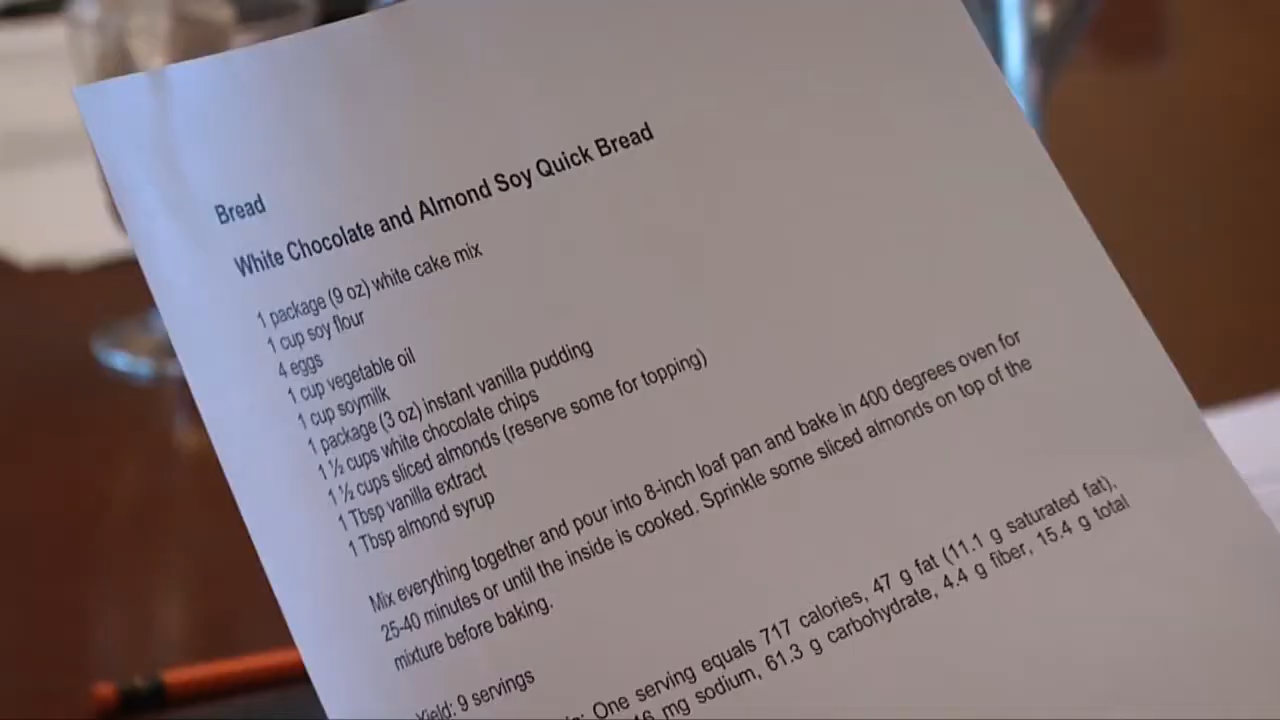 Bread
White Chocolate and Almond Soy Quick Bread
1 package (9 oz) white cake mix
1 cup soy flour
4 eggs
1 cup vegetable oil
1 cup soymilk
1 package (3 oz) instant vanilla pudding
1 ½ cups white chocolate chips
1 ½ cups sliced almonds (reserve some for topping)
1 Tbsp vanilla extract
1 Tbsp almond syrup
Mix everything together and pour into 8-inch loaf pan and bake in 400 degrees oven for
25-40 minutes or until the inside is cooked. Sprinkle some sliced almonds on top of the
mixture before baking.
Yield: 9 servings
One serving equals 717 calories, 47 g fat (11.1 g saturated fat),
mg sodium, 61.3 g carbohydrate, 4.4 g fiber, 15.4 g total